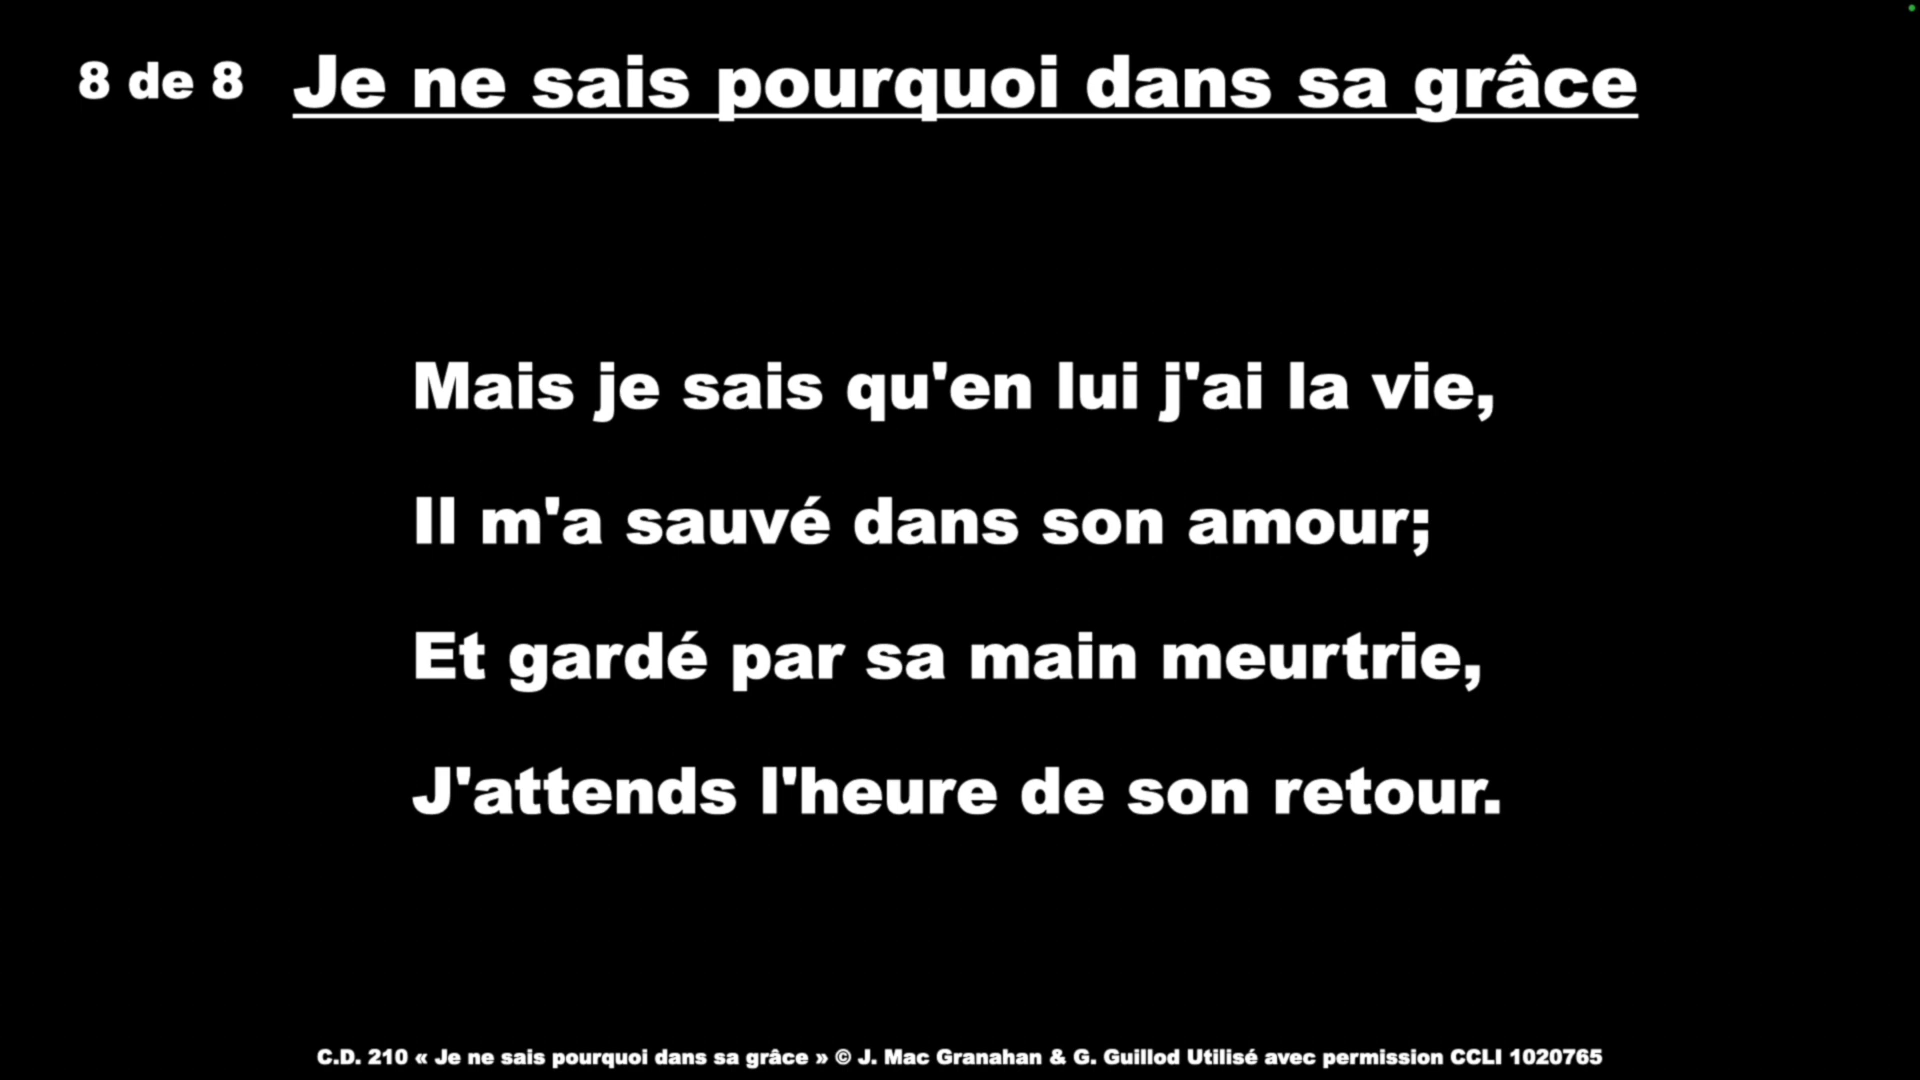 8 de 8 Je ne sais pourquoi dans sa grâce
Mais je sais qu'en lui j'ai la vie,
Il m'a sauvé dans son amour;
Et gardé par sa main meurtrie,
J'attends l'heure de son retour.
C.D. 210 « Je ne sais pourquoi dans sa grâce » © J. Mac Granahan & G. Guillod Utilisé avec permission CCLI 1020765